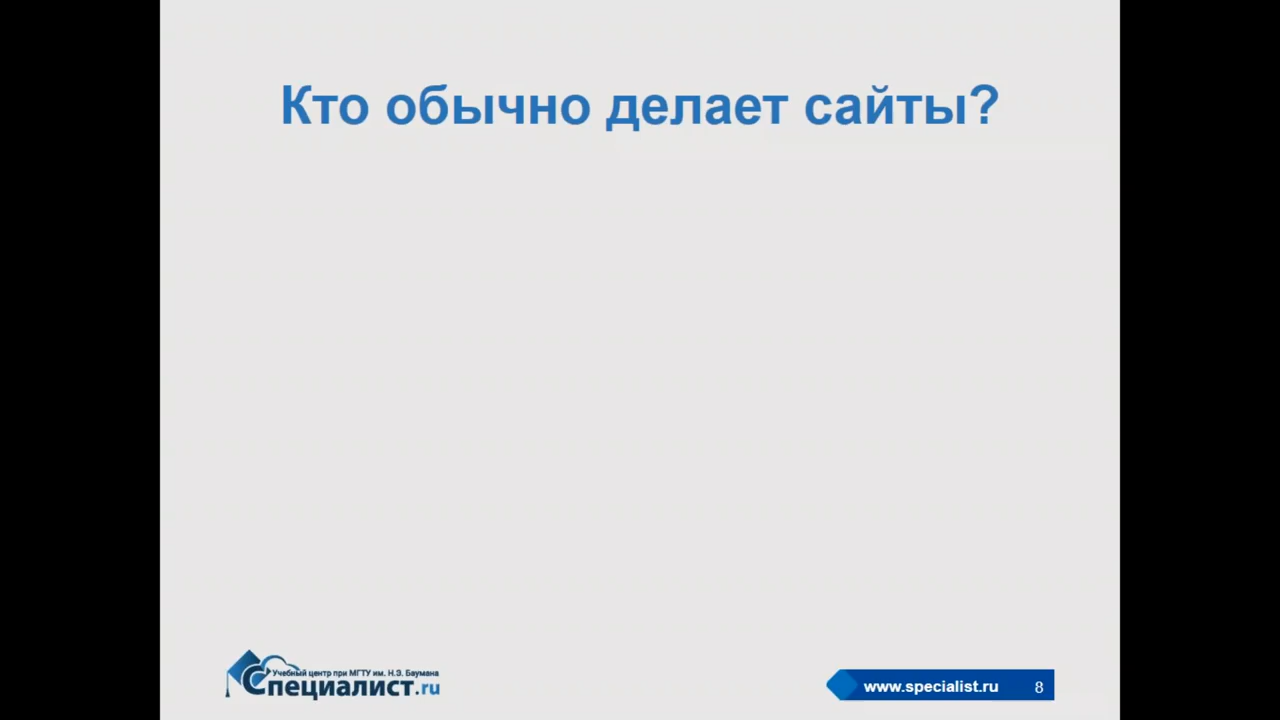 Кто обычно делает сайты?
Учебный центр при МГТУ им. Н.Э. Баумана
Специалист.ru
www.specialist.ru 8